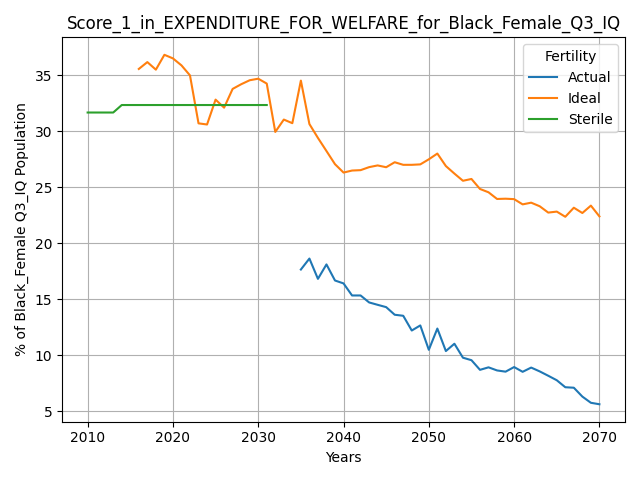 Score_1_in_EXPENDITURE_FOR_WELFARE_for_Black_Female_Q3_IQ
Fertility
Actual
Ideal
Sterile
% of Black_Female Q3_IQ Population
35
30
25
20
15
10
5
2010 2020 2030 2040 2050 2060 2070
Years